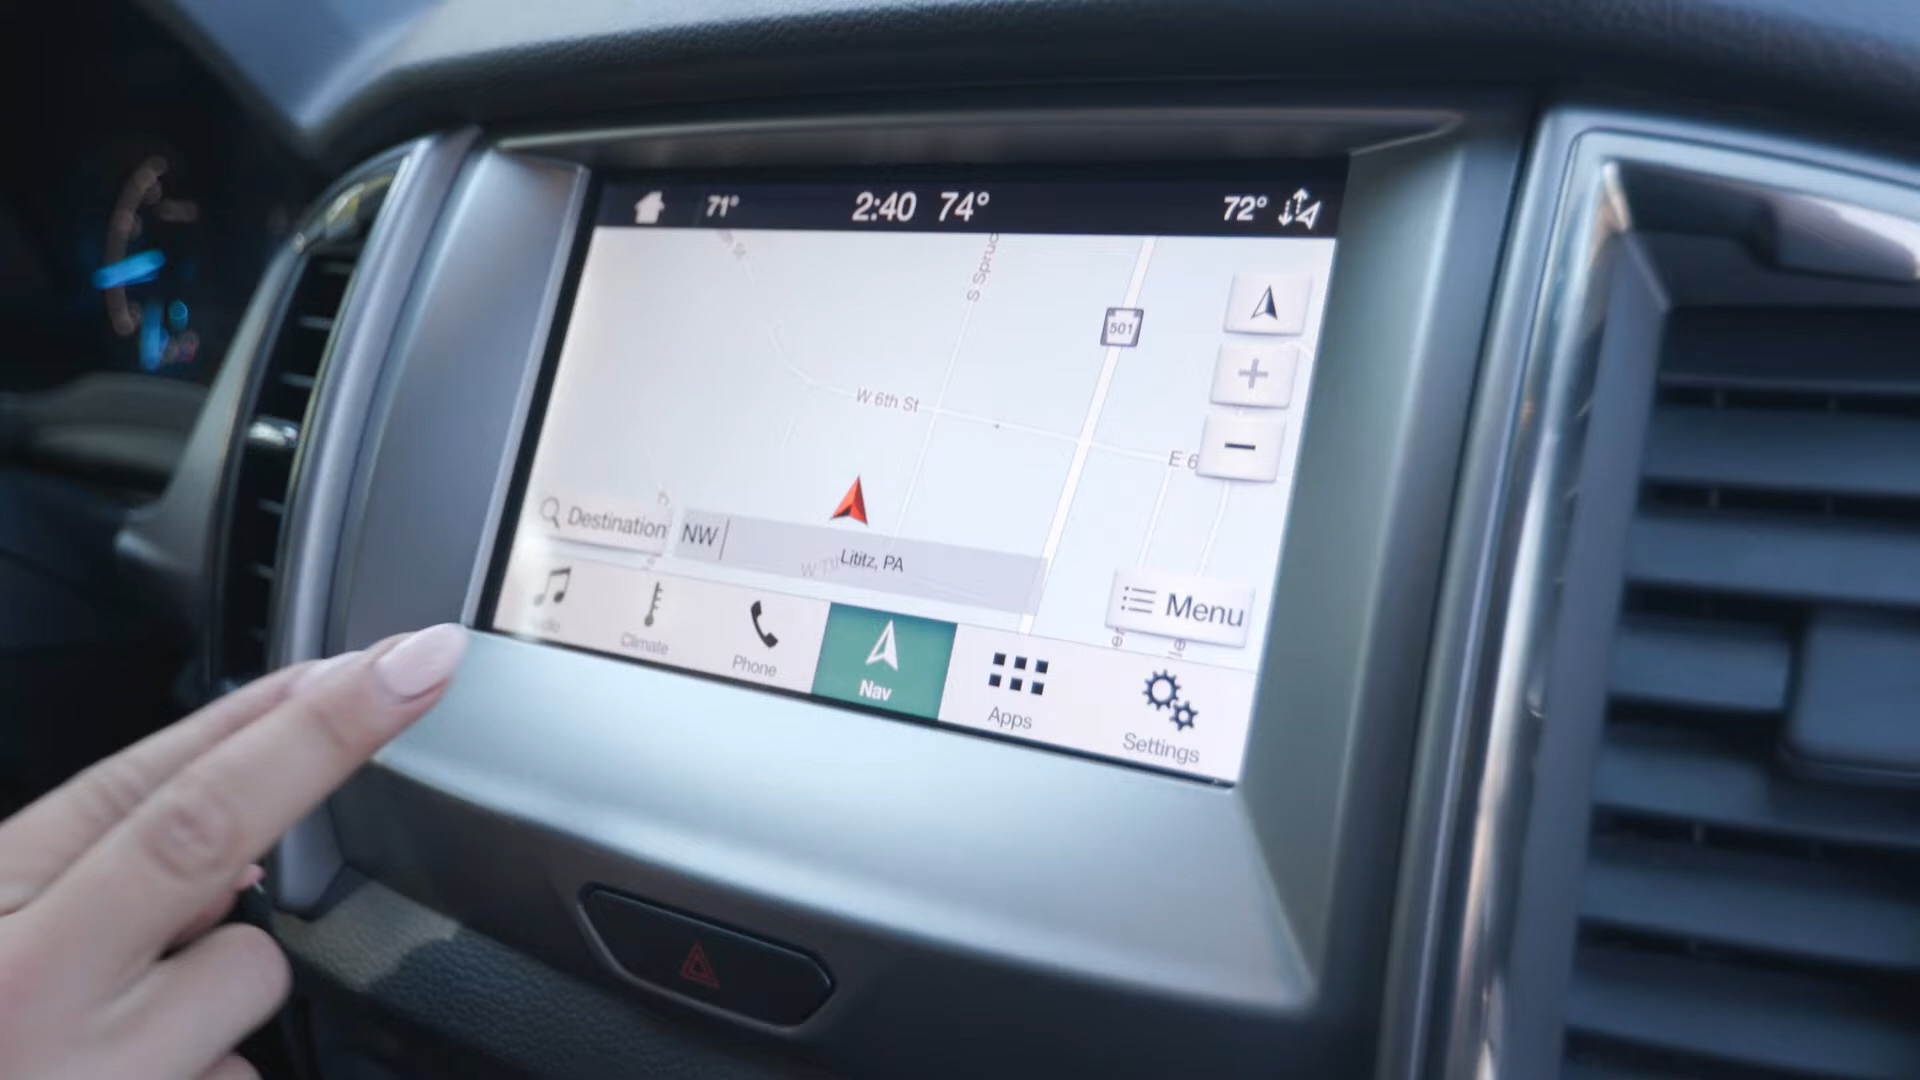 71° 2:40 74° 72°
S Spruc
501
W 6th St
E 6
Destination
NW
Lititz, PA
Menu
Climate
Phone
Nav
Apps
Settings